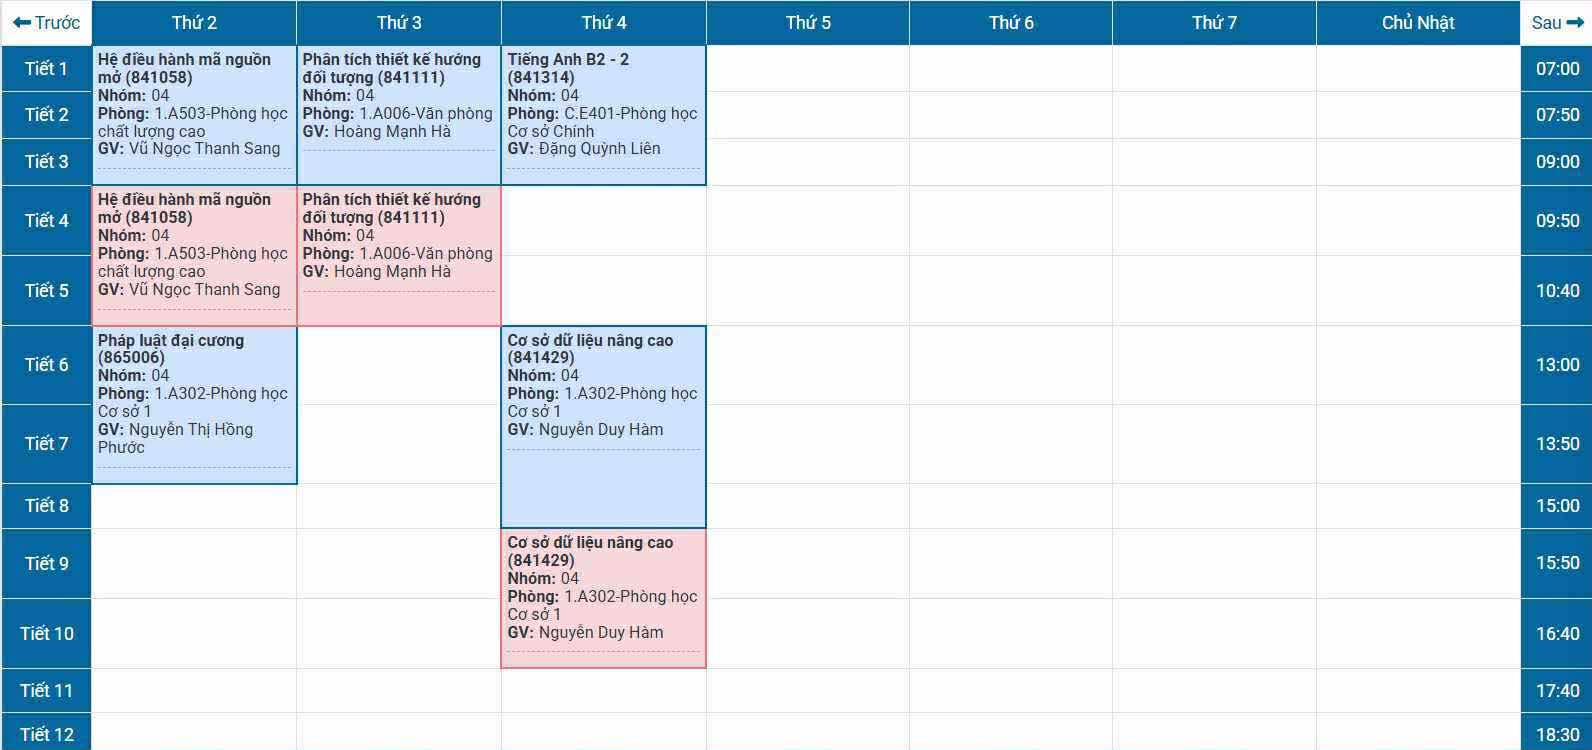 Trước
Thứ 2
Thứ 3
Thứ 4
Thứ 5
Thứ 6
Thứ 7
Chủ Nhật
Sau
Tiết 1
Tiết 2
Tiết 3
Hệ điều hành mã nguồn
mở (841058)
Nhóm: 04
Phòng: 1.A503-Phòng học
chất lượng cao
GV: Vũ Ngọc Thanh Sang
Phân tích thiết kế hướng
đối tượng (841111)
Nhóm: 04
Phòng: 1.A006-Văn phòng
GV: Hoàng Mạnh Hà
Tiếng Anh B2 - 2
(841314)
Nhóm: 04
Phòng: C.E401-Phòng học
Cơ sở Chính
GV: Đặng Quỳnh Liên
07:00
07:50
09:00
Tiết 4
Tiết 5
Hệ điều hành mã nguồn
mở (841058)
Nhóm: 04
Phòng: 1.A503-Phòng học
chất lượng cao
GV: Vũ Ngọc Thanh Sang
Phân tích thiết kế hướng
đối tượng (841111)
Nhóm: 04
Phòng: 1.A006-Văn phòng
GV: Hoàng Mạnh Hà
09:50
10:40
Tiết 6
Tiết 7
Tiết 8
Pháp luật đại cương
(865006)
Nhóm: 04
Phòng: 1.A302-Phòng học
Cơ sở 1
GV: Nguyễn Thị Hồng
Phước
Cơ sở dữ liệu nâng cao
(841429)
Nhóm: 04
Phòng: 1.A302-Phòng học
Cơ sở 1
GV: Nguyễn Duy Hàm
13:00
13:50
15:00
Tiết 9
Tiết 10
Cơ sở dữ liệu nâng cao
(841429)
Nhóm: 04
Phòng: 1.A302-Phòng học
Cơ sở 1
GV: Nguyễn Duy Hàm
15:50
16:40
Tiết 11
17:40
Tiết 12
18:30